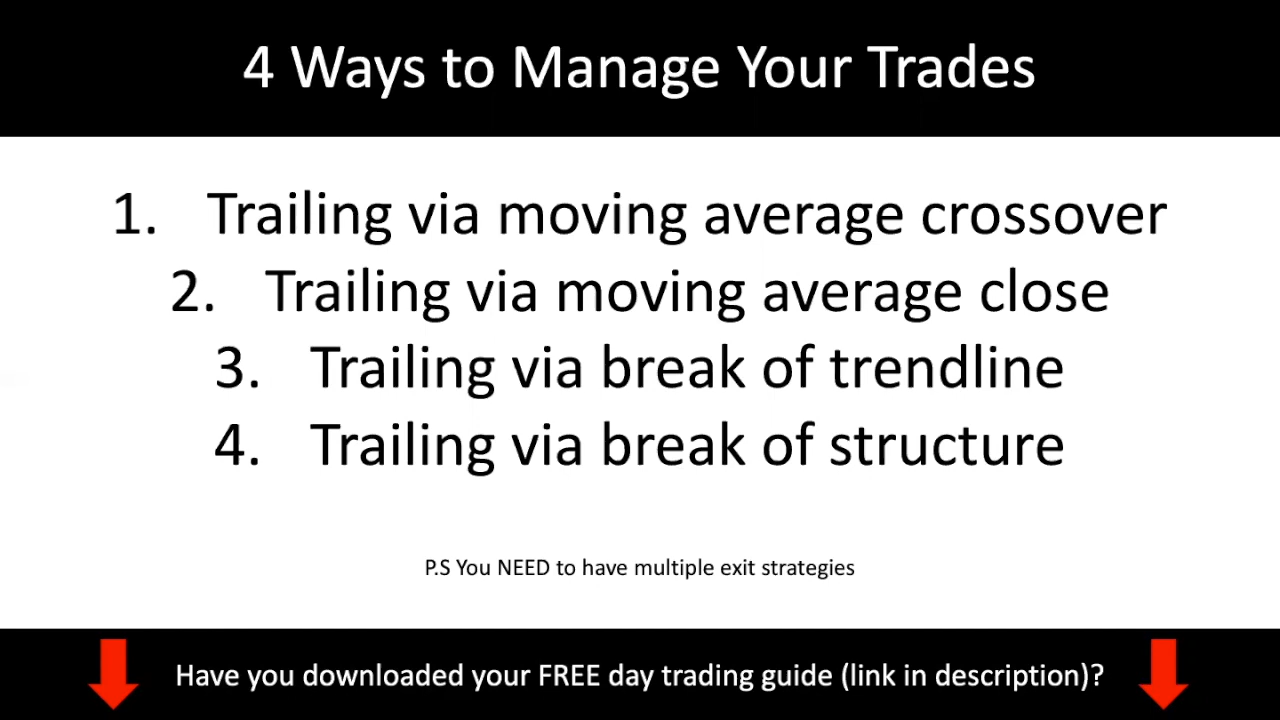 4 Ways to Manage Your Trades
1. Trailing via moving average crossover
2. Trailing via moving average close
3. Trailing via break of trendline
4. Trailing via break of structure
P.S You NEED to have multiple exit strategies
Have you downloaded your FREE day trading guide (link in description)?